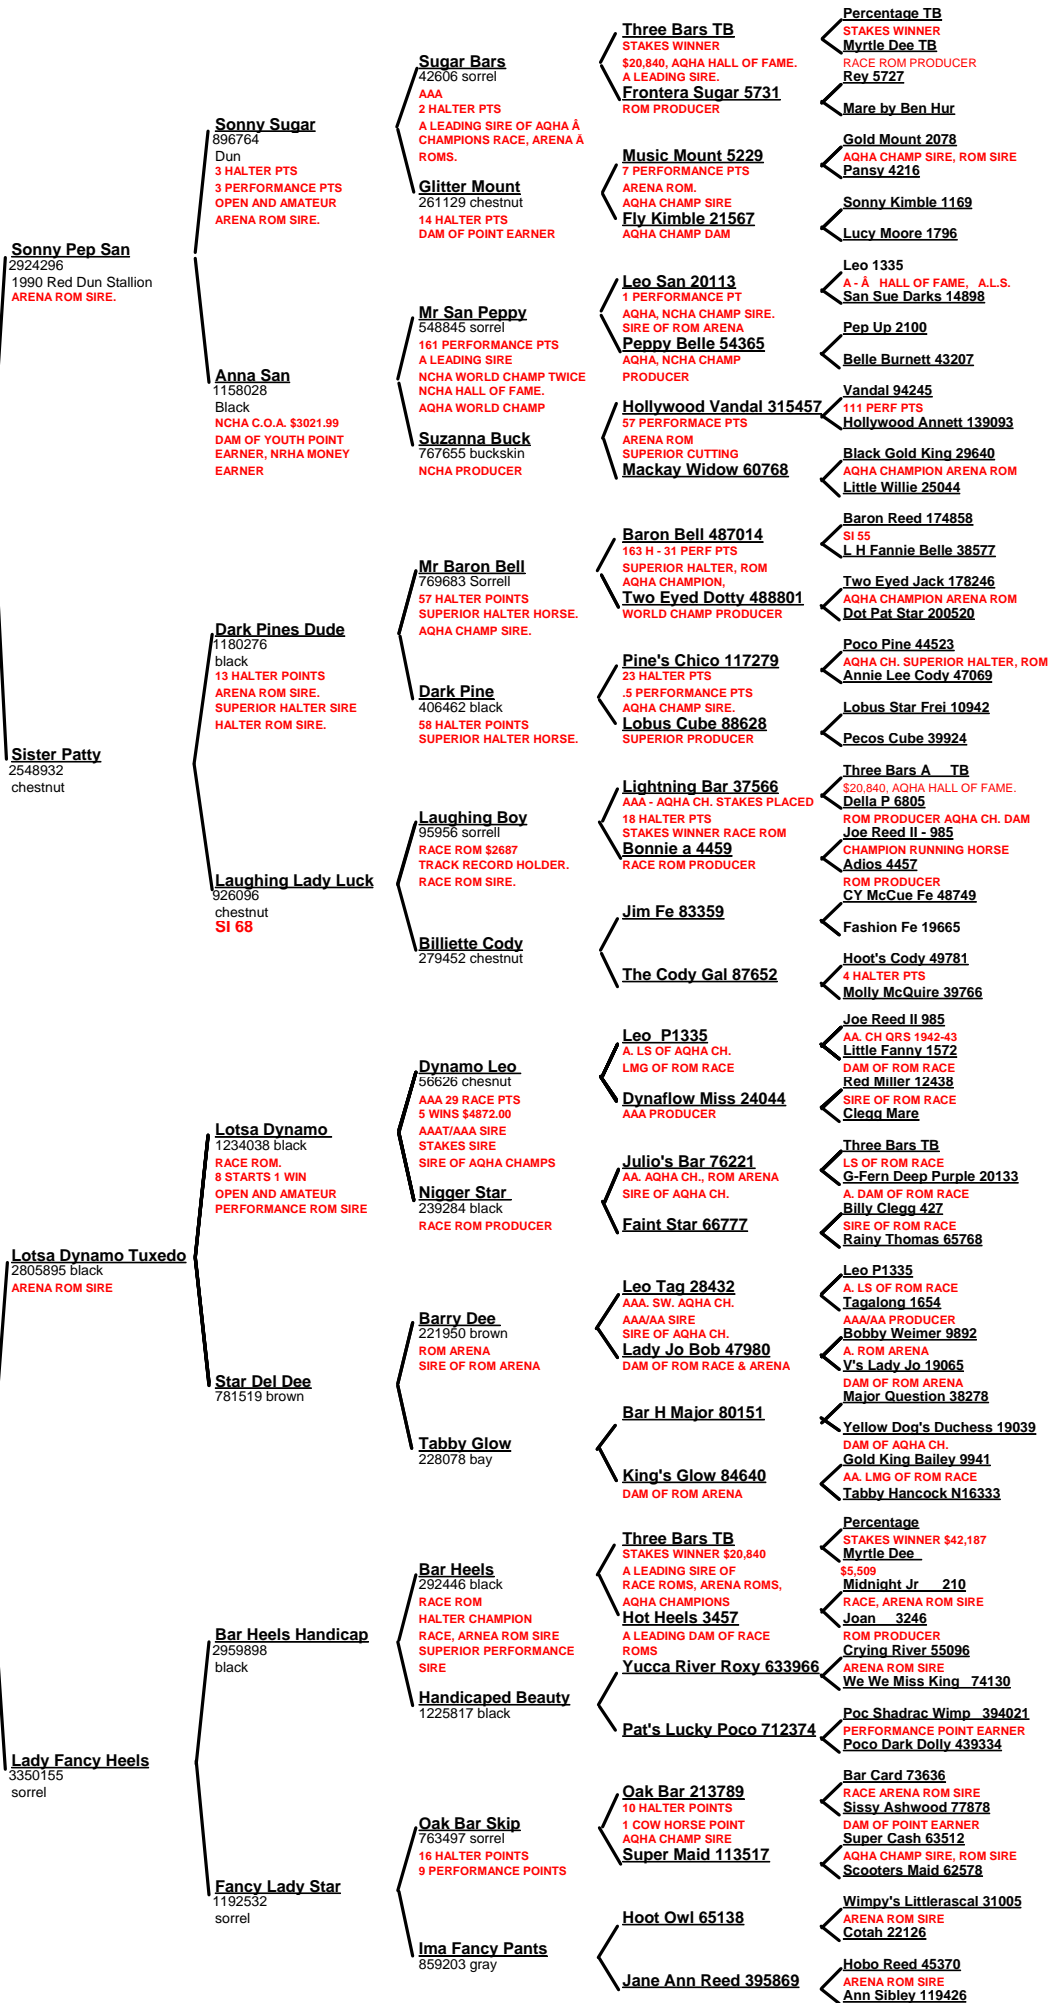 Sonny Pep San
2924296
1990 Red Dun Stallion
ARENA ROM SIRE.
Sister Patty
2548932
chestnut
Lotsa Dynamo Tuxedo
2805895 black
ARENA ROM SIRE
Lady Fancy Heels
3350155
sorrel
Sonny Sugar
896764
Dun
3 HALTER PTS
3 PERFORMANCE PTS
OPEN AND AMATEUR
ARENA ROM SIRE.
Anna San
1158028
Black
NCHA C.O.A. $3021.99
DAM OF YOUTH POINT
EARNER, NRHA MONEY
EARNER
Dark Pines Dude
1180276
black
13 HALTER POINTS
ARENA ROM SIRE.
SUPERIOR HALTER SIRE
HALTER ROM SIRE.
Laughing Lady Luck
926096
chestnut
SI 68
Lotsa Dynamo
1234038 black
RACE ROM.
8 STARTS 1 WIN
OPEN AND AMATEUR
PERFORMANCE ROM SIRE
Star Del Dee
781519 brown
Bar Heels Handicap
2959898
black
Fancy Lady Star
1192532
sorrel
Sugar Bars
42606 sorrel
AAA
2 HALTER PTS
A LEADING SIRE OF AQHA Â
CHAMPIONS RACE, ARENA Â
ROMS.
Glitter Mount
261129 chestnut
14 HALTER PTS
DAM OF POINT EARNER
Mr San Peppy
548845 sorrel
161 PERFORMANCE PTS
A LEADING SIRE
NCHA WORLD CHAMP TWICE
NCHA HALL OF FAME.
AQHA WORLD CHAMP
Suzanna Buck
767655 buckskin
NCHA PRODUCER
Mr Baron Bell
769683 Sorrell
57 HALTER POINTS
SUPERIOR HALTER HORSE.
AQHA CHAMP SIRE.
Dark Pine
406462 black
58 HALTER POINTS
SUPERIOR HALTER HORSE.
Laughing Boy
95956 sorrell
RACE ROM $2687
TRACK RECORD HOLDER.
RACE ROM SIRE.
Billiette Cody
279452 chestnut
Dynamo Leo
56626 chesnut
AAA 29 RACE PTS
5 WINS $4872.00
AAAT/AAA SIRE
STAKES SIRE
SIRE OF AQHA CHAMPS
Nigger Star
239284 black
RACE ROM PRODUCER
Barry Dee
221950 brown
ROM ARENA
SIRE OF ROM ARENA
Tabby Glow
228078 bay
Bar Heels
292446 black
RACE ROM
HALTER CHAMPION
RACE, ARNEA ROM SIRE
SUPERIOR PERFORMANCE
SIRE
Handicaped Beauty
1225817 black
Oak Bar Skip
763497 sorrel
16 HALTER POINTS
9 PERFORMANCE POINTS
Ima Fancy Pants
859203 gray
Three Bars TB
STAKES WINNER
$20,840, AQHA HALL OF FAME.
A LEADING SIRE.
Frontera Sugar 5731
ROM PRODUCER
Music Mount 5229
7 PERFORMANCE PTS
ARENA ROM.
AQHA CHAMP SIRE
Fly Kimble 21567
AQHA CHAMP DAM
Leo San 20113
1 PERFORMANCE PT
AQHA, NCHA CHAMP SIRE.
SIRE OF ROM ARENA
Peppy Belle 54365
AQHA, NCHA CHAMP
PRODUCER
Hollywood Vandal 315457
57 PERFORMACE PTS
ARENA ROM
SUPERIOR CUTTING
Mackay Widow 60768
Baron Bell 487014
163 H - 31 PERF PTS
SUPERIOR HALTER, ROM
AQHA CHAMPION,
Two Eyed Dotty 488801
WORLD CHAMP PRODUCER
Pine's Chico 117279
23 HALTER PTS
.5 PERFORMANCE PTS
AQHA CHAMP SIRE.
Lobus Cube 88628
SUPERIOR PRODUCER
Lightning Bar 37566
AAA - AQHA CH. STAKES PLACED
18 HALTER PTS
STAKES WINNER RACE ROM
Bonnie a 4459
RACE ROM PRODUCER
Jim Fe 83359
The Cody Gal 87652
Leo P1335
A. LS OF AQHA CH.
LMG OF ROM RACE
Dynaflow Miss 24044
AAA PRODUCER
Julio's Bar 76221
AA. AQHA CH., ROM ARENA
SIRE OF AQHA CH.
Faint Star 66777
Leo Tag 28432
AAA. SW. AQHA CH.
AAA/AA SIRE
SIRE OF AQHA CH.
Lady Jo Bob 47980
DAM OF ROM RACE & ARENA
Bar H Major 80151
King's Glow 84640
DAM OF ROM ARENA
Three Bars TB
STAKES WINNER $20,840
A LEADING SIRE OF
RACE ROMS, ARENA ROMS,
AQHA CHAMPIONS
Hot Heels 3457
A LEADING DAM OF RACE
ROMS
Yucca River Roxy 633966
Pat's Lucky Poco 712374
Oak Bar 213789
10 HALTER POINTS
1 COW HORSE POINT
AQHA CHAMP SIRE
Super Maid 113517
Hoot Owl 65138
Jane Ann Reed 395869
Percentage TB
STAKES WINNER
Myrtle Dee TB
RACE ROM PRODUCER
Rey 5727
Mare by Ben Hur
Gold Mount 2078
AQHA CHAMP SIRE, ROM SIRE
Pansy 4216
Sonny Kimble 1169
Lucy Moore 1796
Leo 1335
A - Â HALL OF FAME, A.L.S.
San Sue Darks 14898
Pep Up 2100
Belle Burnett 43207
Vandal 94245
111 PERF PTS
Hollywood Annett 139093
Black Gold King 29640
AQHA CHAMPION ARENA ROM
Little Willie 25044
Baron Reed 174858
SI 55
L H Fannie Belle 38577
Two Eyed Jack 178246
AQHA CHAMPION ARENA ROM
Dot Pat Star 200520
Poco Pine 44523
AQHA CH. SUPERIOR HALTER, ROM
Annie Lee Cody 47069
Lobus Star Frei 10942
Pecos Cube 39924
Three Bars A TB
$20,840, AQHA HALL OF FAME.
Della P 6805
ROM PRODUCER AQHA CH. DAM
Joe Reed II - 985
CHAMPION RUNNING HORSE
Adios 4457
ROM PRODUCER
CY McCue Fe 48749
Fashion Fe 19665
Hoot's Cody 49781
4 HALTER PTS
Molly McQuire 39766
Joe Reed II 985
AA. CH QRS 1942-43
Little Fanny 1572
DAM OF ROM RACE
Red Miller 12438
SIRE OF ROM RACE
Clegg Mare
Three Bars TB
LS OF ROM RACE
G-Fern Deep Purple 20133
A. DAM OF ROM RACE
Billy Clegg 427
SIRE OF ROM RACE
Rainy Thomas 65768
Leo P1335
A. LS OF ROM RACE
Tagalong 1654
AAA/AA PRODUCER
Bobby Weimer 9892
A. ROM ARENA
V's Lady Jo 19065
DAM OF ROM ARENA
Major Question 38278
Yellow Dog's Duchess 19039
DAM OF AQHA CH.
Gold King Bailey 9941
AA. LMG OF ROM RACE
Tabby Hancock N16333
Percentage
STAKES WINNER $42,187
Myrtle Dee
$5,509
Midnight Jr 210
RACE, ARENA ROM SIRE
Joan 3246
ROM PRODUCER
Crying River 55096
ARENA ROM SIRE
We We Miss King 74130
Poc Shadrac Wimp 394021
PERFORMANCE POINT EARNER
Poco Dark Dolly 439334
Bar Card 73636
RACE ARENA ROM SIRE
Sissy Ashwood 77878
DAM OF POINT EARNER
Super Cash 63512
AQHA CHAMP SIRE, ROM SIRE
Scooters Maid 62578
Wimpy's Littlerascal 31005
ARENA ROM SIRE
Cotah 22126
Hobo Reed 45370
ARENA ROM SIRE
Ann Sibley 119426